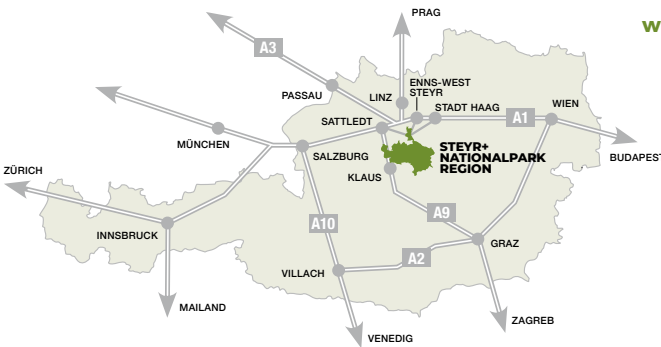 PRAG
w
A3
ENNS-WEST
STEYR
PASSAU
LINZ
STADT HAAG
WIEN
SATTLEDT
A1
MÜNCHEN
STEYR+
NATIONALPARK
REGION
SALZBURG
BUDAPEST
ZÜRICH
KLAUS
A10
A9
INNSBRUCK
GRAZ
A2
VILLACH
MAILAND
ZAGREB
VENEDIG